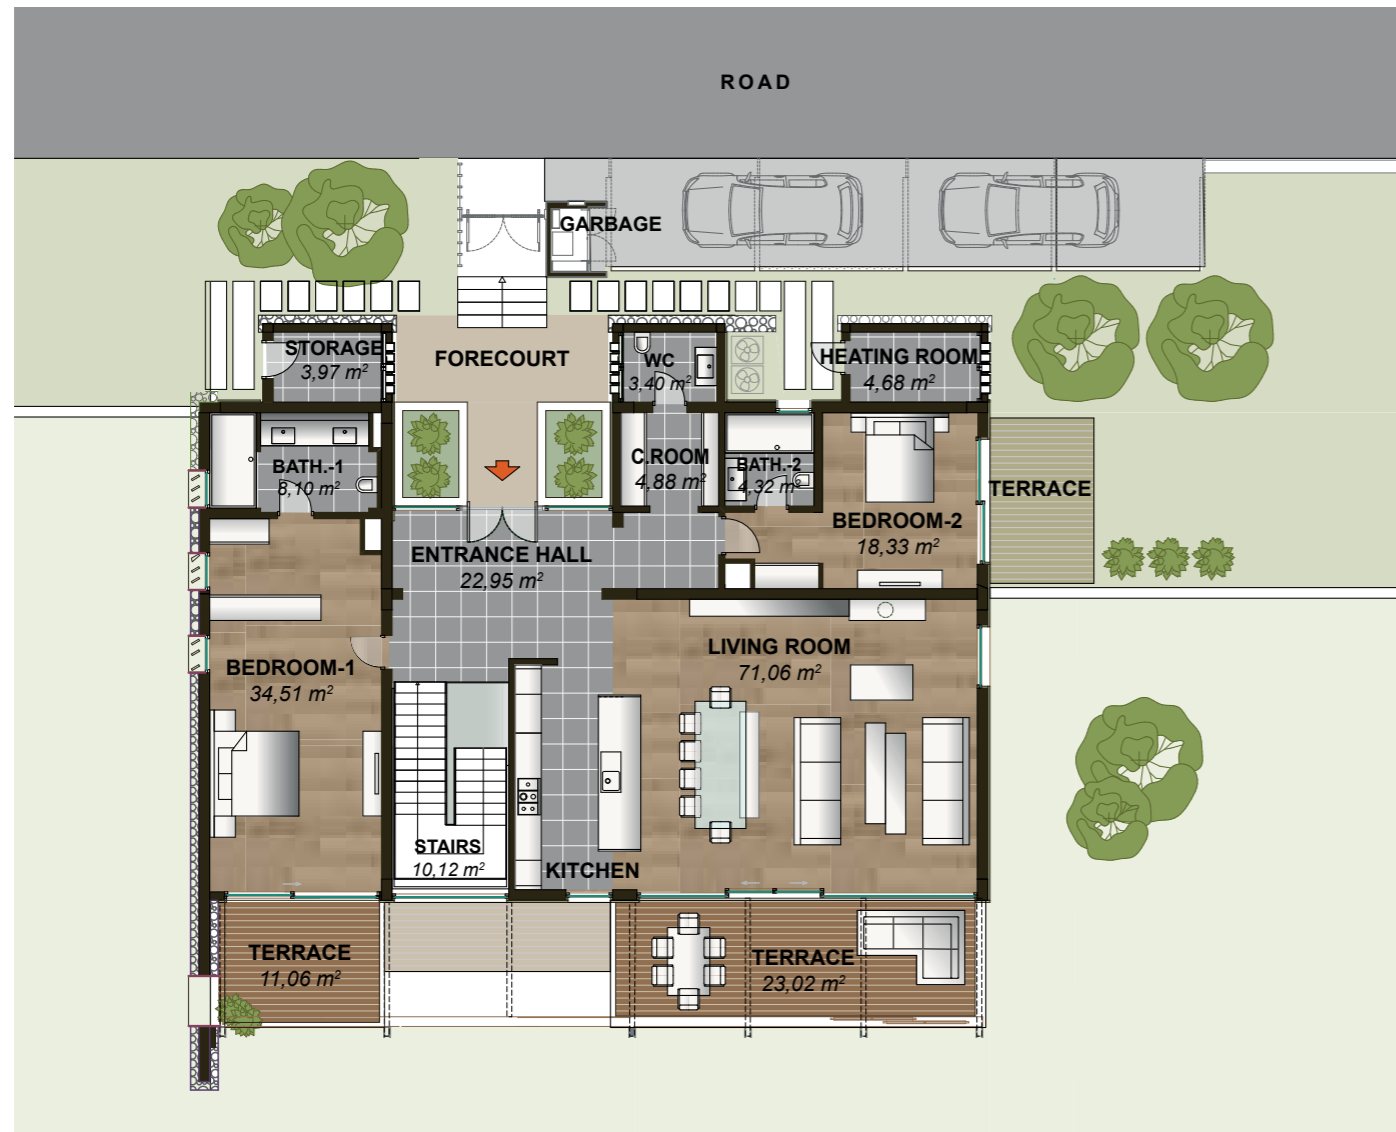 ROAD
GARBAGE
STORAGE
3,97 m²
FORECOURT
WC
3,40 m²
HEATING ROOM
4,68 m²
BATH.-1
8,10 m²
C.ROOM
4,88 m²
BATH.-2
4,32 m²
TERRACE
BEDROOM-2
18,33 m²
ENTRANCE HALL
22,95 m²
BEDROOM-1
34,51 m²
LIVING ROOM
71,06 m²
STAIRS
10,12 m²
KITCHEN
TERRACE
11,06 m²
TERRACE
23,02 m²